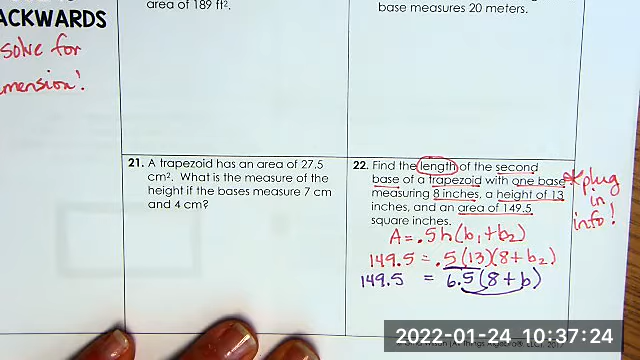 area of 189 ft².
base measures 20 meters.
ACKWARDS
solve for
mension!
21. A trapezoid has an area of 27.5
cm². What is the measure of the
height if the bases measure 7 cm
and 4 cm?
22. Find the length of the second
base of a trapezoid with one base
measuring 8 inches, a height of 13
inches, and an area of 149.5
square inches.
*plug
in
info!
A = .5h(b₁+b₂)
149.5 = .5(13)(8+b₂)
149.5 = 6.5(8+b)
2022-01-24 10:37:24